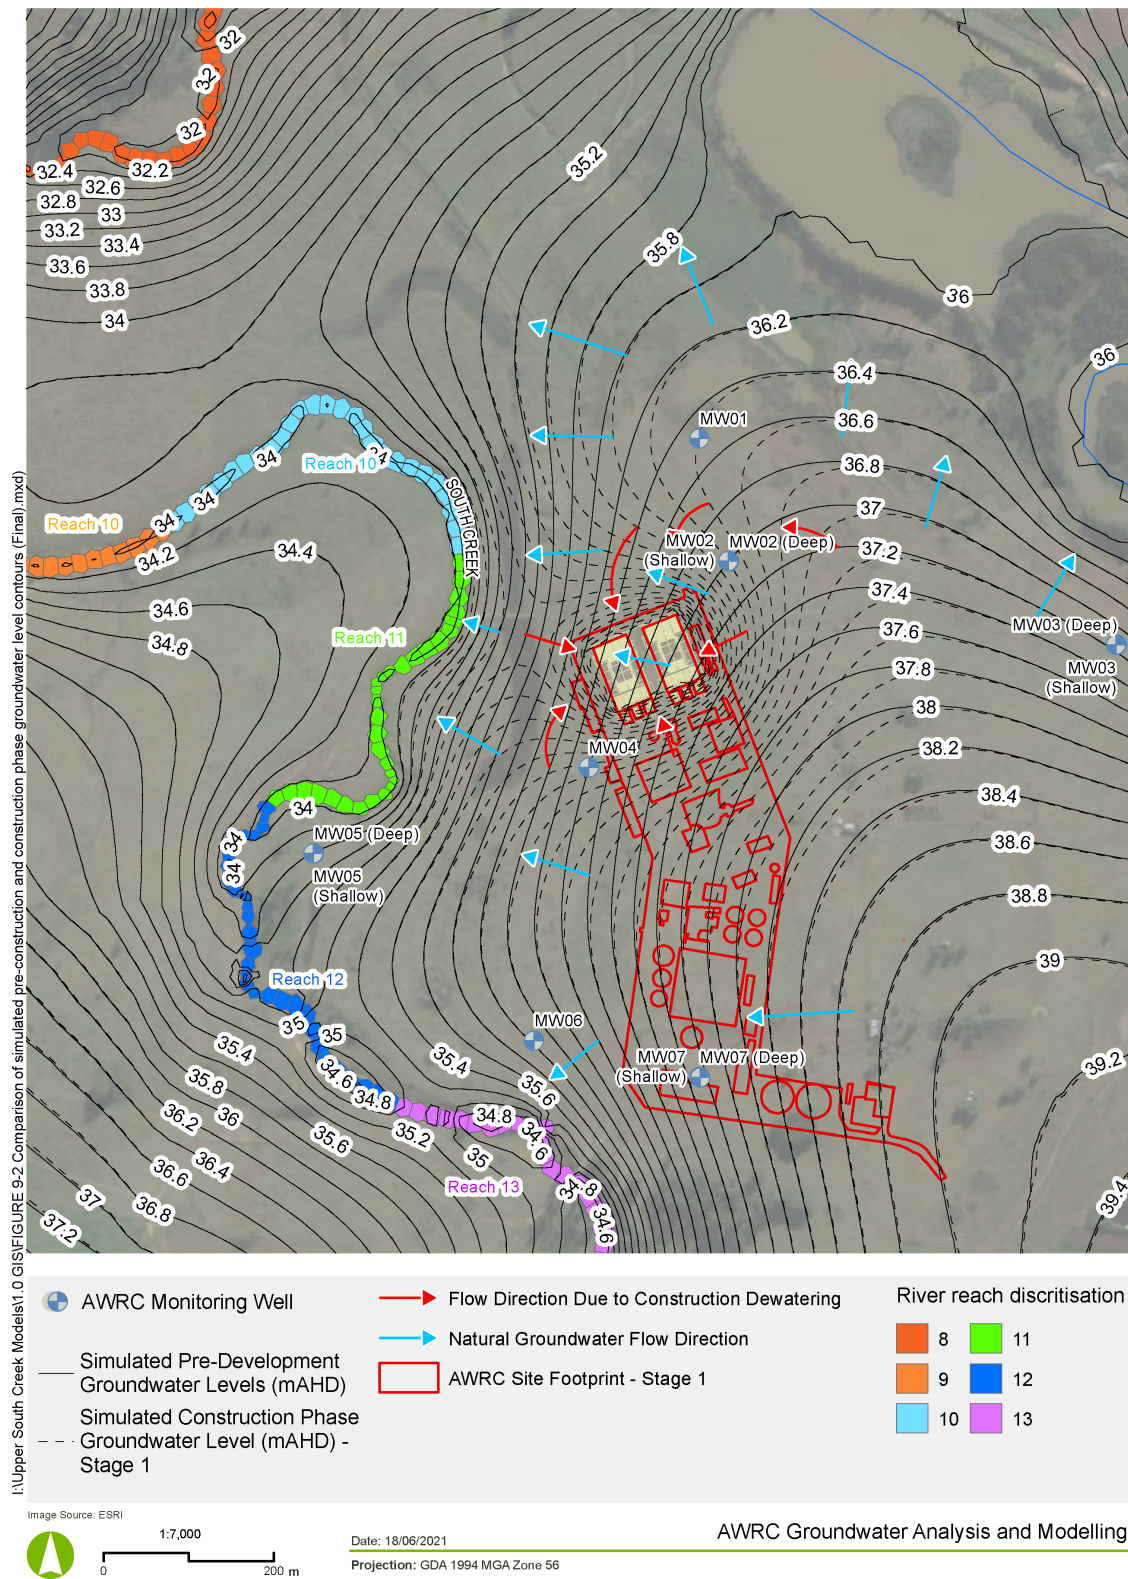 32
32
32
32.4
32.2
32.6
32.8
33
33.2
33.4
33.6
33.8
34
35.2
35.8
36
36.2
36
36.4
36.6
36.8
37
37.2
37.4
37.6
37.8
38
38.2
38.4
38.6
38.8
39
39.2
39.4
MW01
MW02
(Shallow)
MW02 (Deep)
MW03 (Deep)
MW03
(Shallow)
34
34
Reach 10
34
34
Reach 10
34.2
34.4
SOUTH CREEK
34.6
34.8
Reach 11
MW04
34
34
34
MW05 (Deep)
MW05
(Shallow)
Reach 12
35
35
MW06
MW07
(Shallow)
MW07 (Deep)
35.4
35.4
35.6
34.6
34.8
35.8
36
36.2
35.6
35.2
34.8
34.6
35
36.4
36.6
36.8
37
37.2
Reach 13
34.8
34.6
I:\Upper South Creek Models\1.0 GIS\FIGURE 9-2 Comparison of simulated pre-construction and construction phase groundwater level contours (Final).mxd)
AWRC Monitoring Well
Simulated Pre-Development
Groundwater Levels (mAHD)
Simulated Construction Phase
Groundwater Level (mAHD) -
Stage 1
Flow Direction Due to Construction Dewatering
Natural Groundwater Flow Direction
AWRC Site Footprint - Stage 1
River reach discritisation
8
11
9
12
10
13
Image Source: ESRI
1:7,000
0
200 m
Date: 18/06/2021
Projection: GDA 1994 MGA Zone 56
AWRC Groundwater Analysis and Modelling